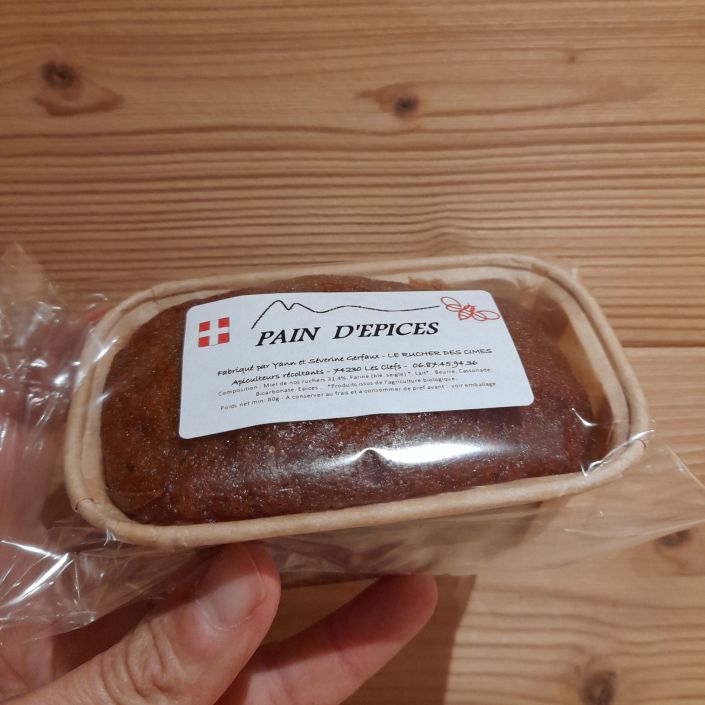 PAIN D'EPICES
Fabriqué par Yann et Séverine Gerfaux - LE RUCHER DES CIMES
Apiculteurs récoltants - 74230 Les Clefs - 06.87.45.94.36
Composition : Miel de nos ruchers 31,4%, Farine (blé, seigle)*, Lait*, Beurre, Cassonade,
Bicarbonate, Epices . *Produits issus de l'agriculture biologique.
Poids net min: 80g - A conserver au frais et à consommer de préf avant : voir emballage